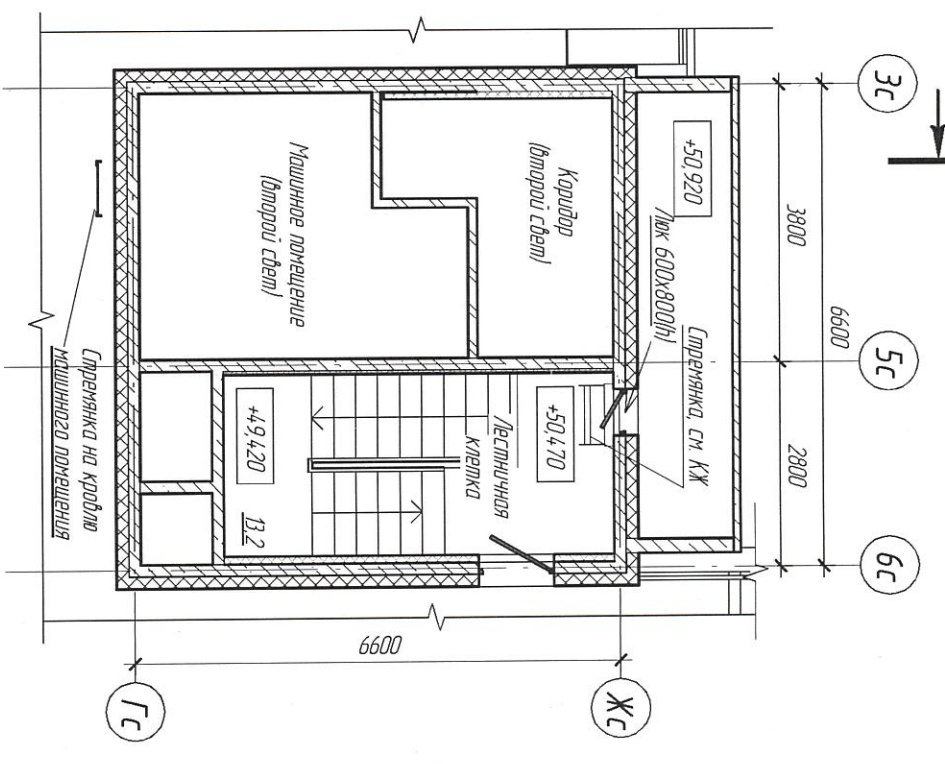 3с
5с
6с
3800
2800
6600
+50,920
Люк 600x800(h)
Стремянка, см. КЖ
Коридор
(второй свет)
Машинное помещение
(второй свет)
+50,470
Лестничная
клетка
+49,420
13.2
Стремянка на кровлю
машинного помещения
6600
Гс
Жс